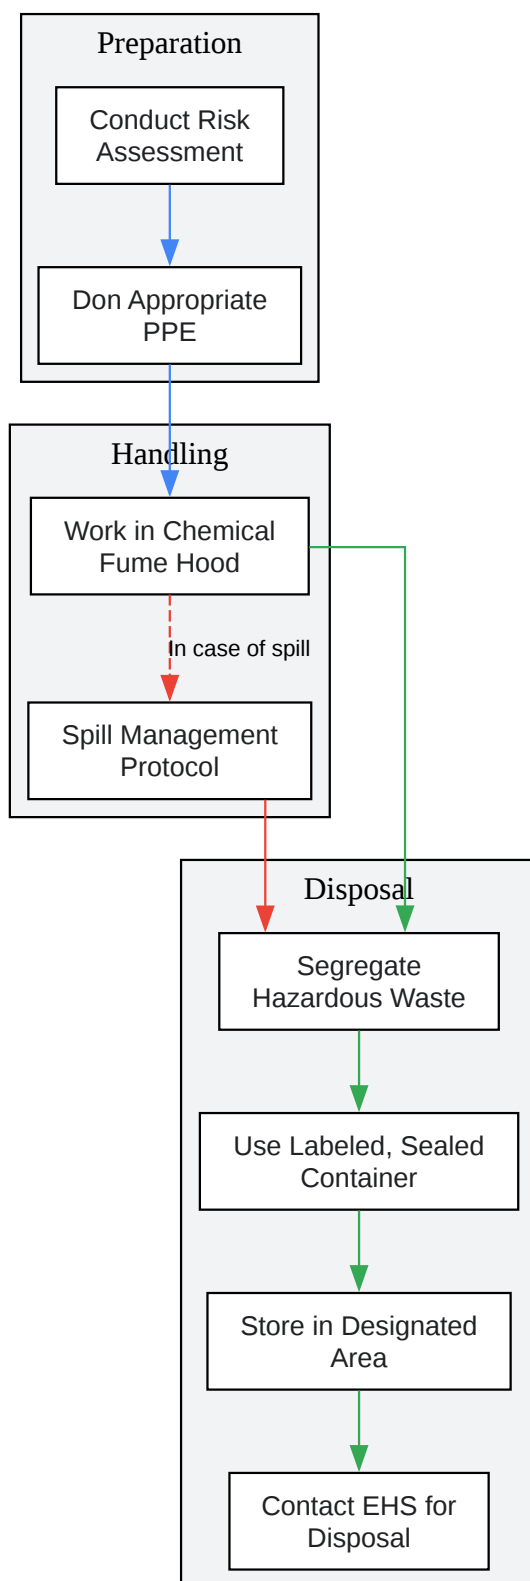 Preparation
Conduct Risk
Assessment
Don Appropriate
PPE
Handling
Work in Chemical
Fume Hood
In case of spill
Spill Management
Protocol
Disposal
Segregate
Hazardous Waste
Use Labeled, Sealed
Container
Store in Designated
Area
Contact EHS for
Disposal